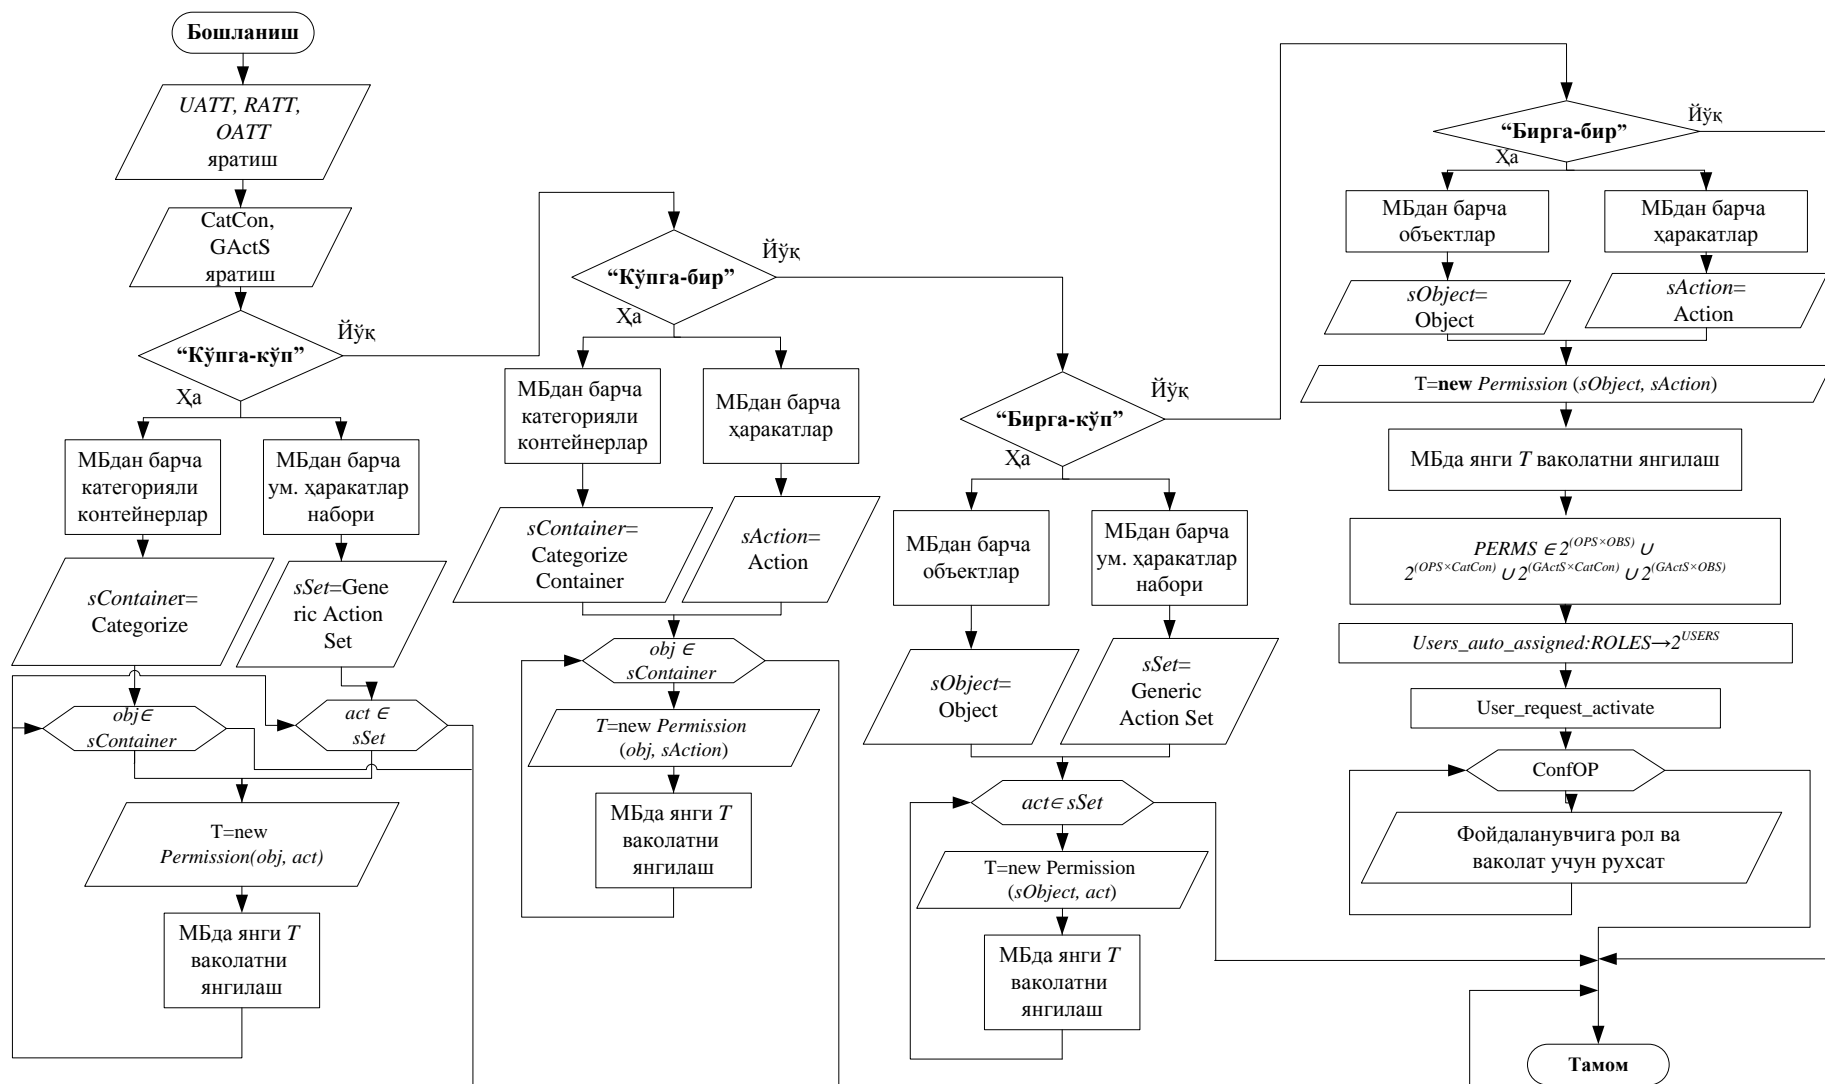 Бошланиш
UATT, RATT,
OATT
яратиш
CatCon,
GActS
яратиш
“Кўпга-кўп”
Йўқ
Ҳа
МБдан барча
категорияли
контейнерлар
МБдан барча
ум. ҳаракатлар
набори
sContainer=
Categorize
sSet=Gene
ric Action
Set
obj∈
sContainer
act ∈
sSet
T=new
Permission(obj, act)
МБда янги T
ваколатни
янгилаш
“Кўпга-бир”
Йўқ
Ҳа
МБдан барча
категорияли
контейнерлар
МБдан барча
ҳаракатлар
sContainer=
Categorize
Container
sAction=
Action
obj ∈
sContainer
T=new Permission
(obj, sAction)
МБда янги T
ваколатни
янгилаш
“Бирга-кўп”
Йўқ
Ҳа
МБдан барча
объектлар
МБдан барча
ум. ҳаракатлар
набори
sObject=
Object
sSet=
Generic
Action Set
act∈ sSet
T=new Permission
(sObject, act)
МБда янги T
ваколатни
янгилаш
“Бирга-бир”
Йўқ
Ҳа
МБдан барча
объектлар
МБдан барча
ҳаракатлар
sObject=
Object
sAction=
Action
T=new Permission (sObject, sAction)
МБда янги T ваколатни янгилаш
PERMS ∈ 2^(OPS×OBS) ∪
2^(OPS×CatCon) ∪ 2^(GActS×CatCon) ∪ 2^(GActS×OBS)
Users_auto_assigned:ROLES→2^USERS
User_request_activate
ConfOP
Фойдаланувчига рол ва
ваколат учун рухсат
Тамом